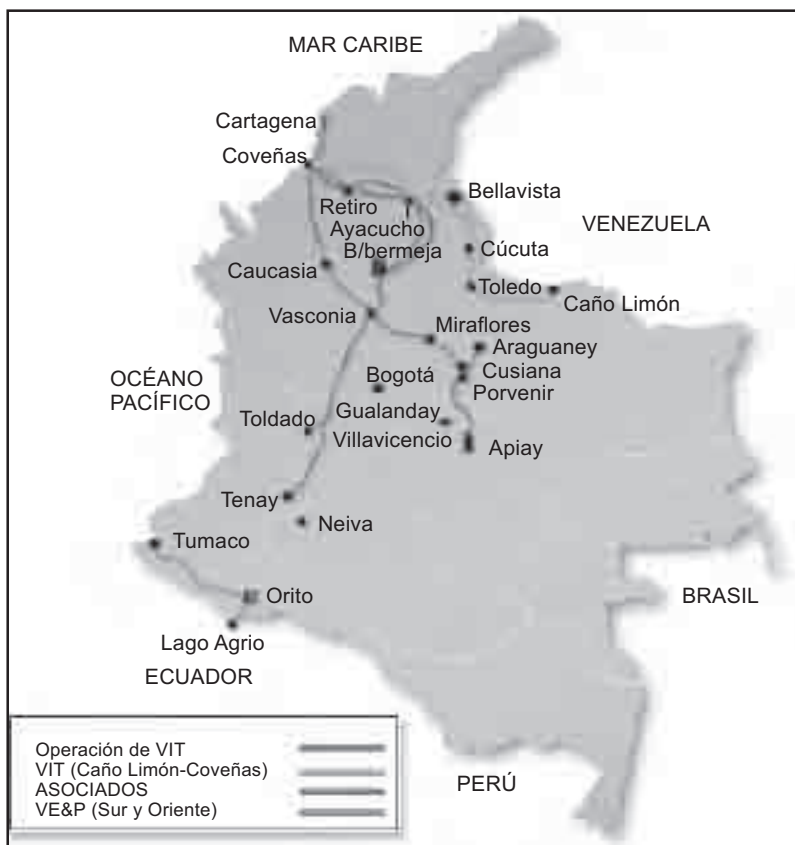 MAR CARIBE
Cartagena
Coveñas
Bellavista
Retiro
VENEZUELA
Ayacucho
B/bermeja
Cúcuta
Caucasia
Toledo
Caño Limón
Vasconia
Miraflores
Araguaney
OCÉANO
PACÍFICO
Bogotá
Cusiana
Porvenir
Toldado
Gualanday
Villavicencio
Apiay
Tenay
Neiva
Tumaco
Orito
BRASIL
Lago Agrio
ECUADOR
Operación de VIT
VIT (Caño Limón-Coveñas)
ASOCIADOS
VE&P (Sur y Oriente)
PERÚ